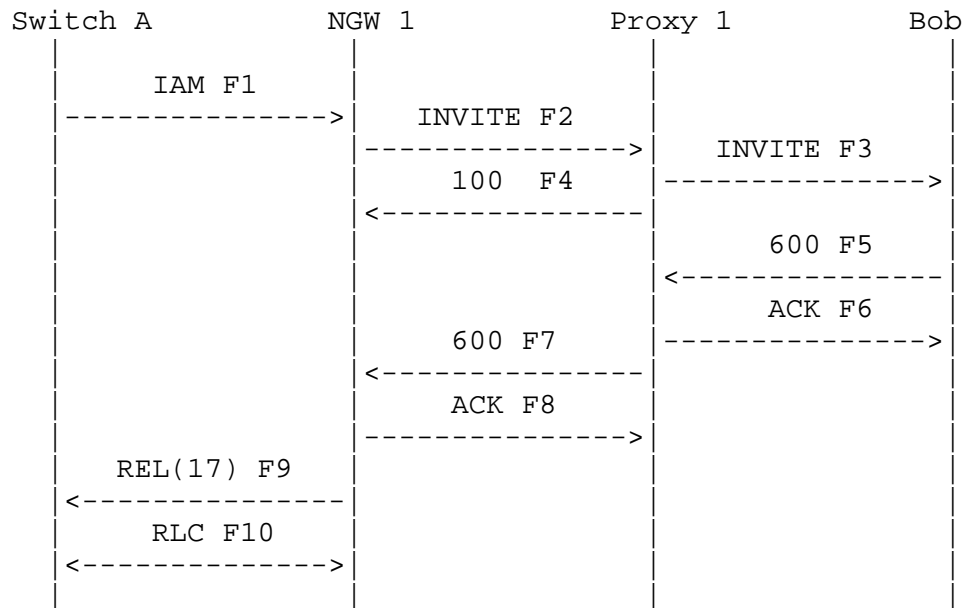 Switch A NGW 1 Proxy 1 Bob
IAM F1
INVITE F2
INVITE F3
100 F4
600 F5
ACK F6
600 F7
ACK F8
REL(17) F9
RLC F10